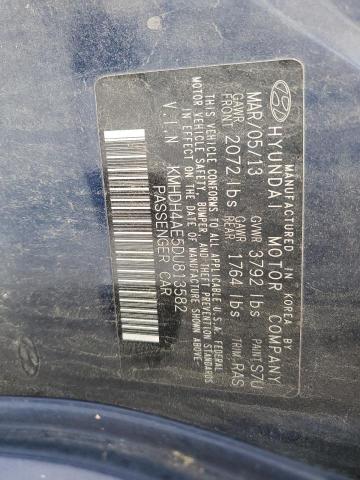 MADE IN KOREA BY
HYUNDAI MOTOR COMPANY
MAR/05/13 GVWR 3792 lbs PAINT:S7U
GAWR FRONT 2072 lbs GAWR REAR 1764 lbs TRIM:RAS
THIS VEHICLE CONFORMS TO ALL APPLICABLE U.S.A. FEDERAL
MOTOR VEHICLE SAFETY, BUMPER, AND THEFT PREVENTION STANDARDS
IN EFFECT ON THE DATE OF MANUFACTURE SHOWN ABOVE.
V.I.N KMHDH4AE5DU813582
PASSENGER CAR